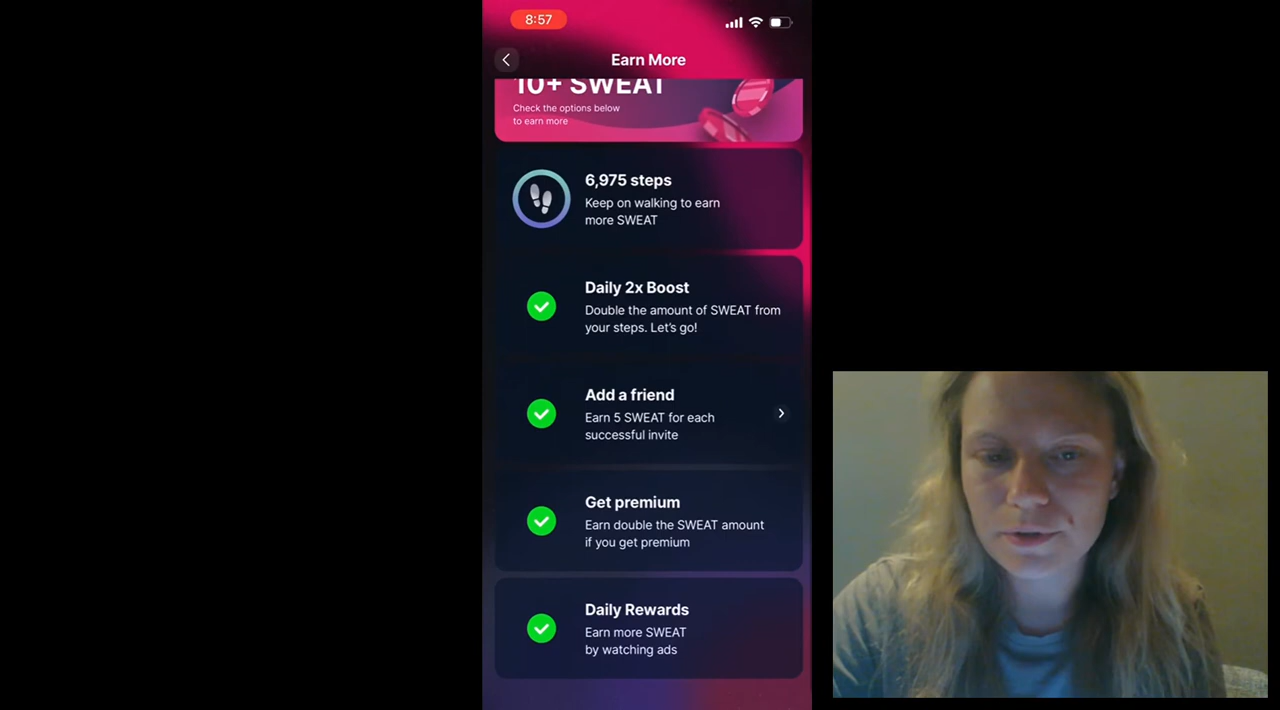 8:57
Earn More
10+ SWEAT
Check the options below
to earn more
6,975 steps
Keep on walking to earn
more SWEAT
Daily 2x Boost
Double the amount of SWEAT from
your steps. Let's go!
Add a friend
Earn 5 SWEAT for each
successful invite
Get premium
Earn double the SWEAT amount
if you get premium
Daily Rewards
Earn more SWEAT
by watching ads